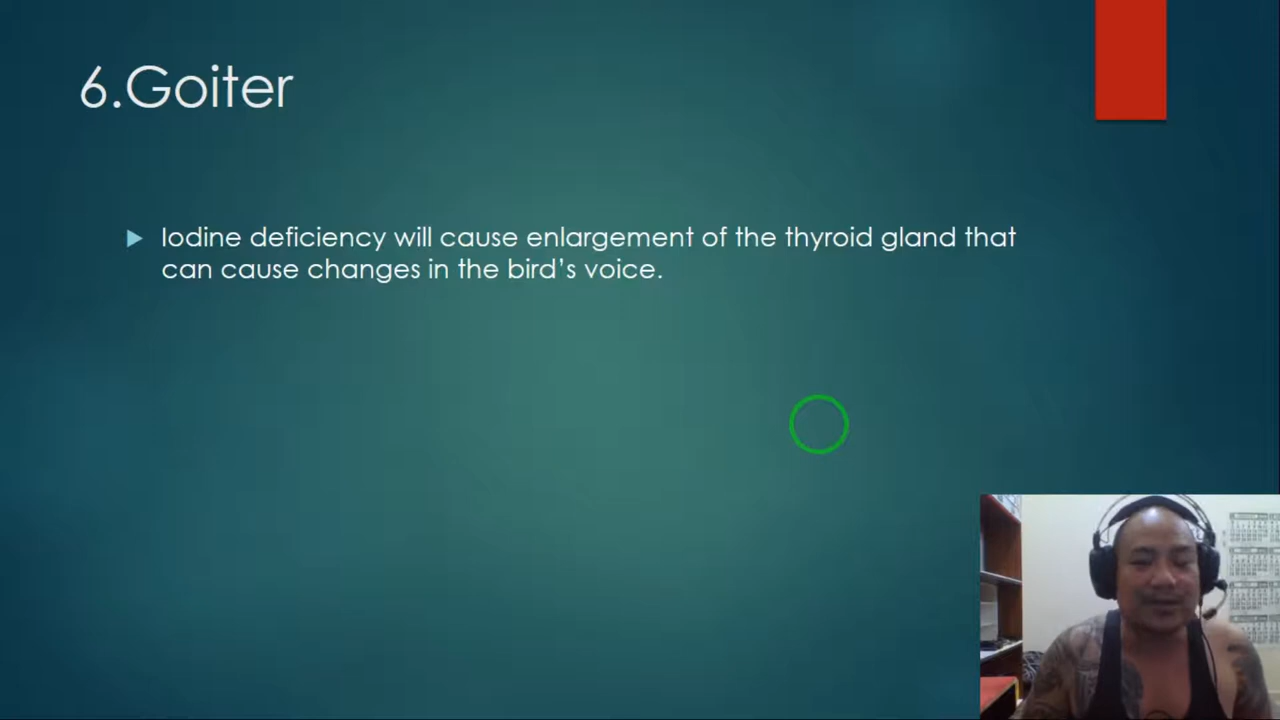 6.Goiter
Iodine deficiency will cause enlargement of the thyroid gland that
can cause changes in the bird’s voice.